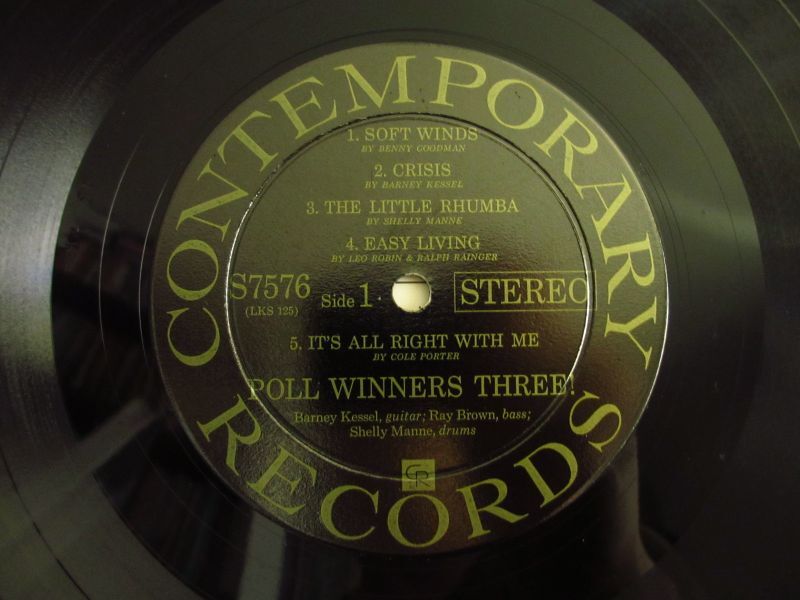 CONTEMPORARY
1. SOFT WINDS
BY BENNY GOODMAN
2. CRISIS
BY BARNEY KESSEL
3. THE LITTLE RHUMBA
BY SHELLY MANNE
4. EASY LIVING
BY LEO ROBIN & RALPH RAINGER
S7576
(LKS 125)
Side 1
STEREO
5. IT'S ALL RIGHT WITH ME
BY COLE PORTER
POLL WINNERS THREE!
Barney Kessel, guitar; Ray Brown, bass;
Shelly Manne, drums
CR
RECORDS